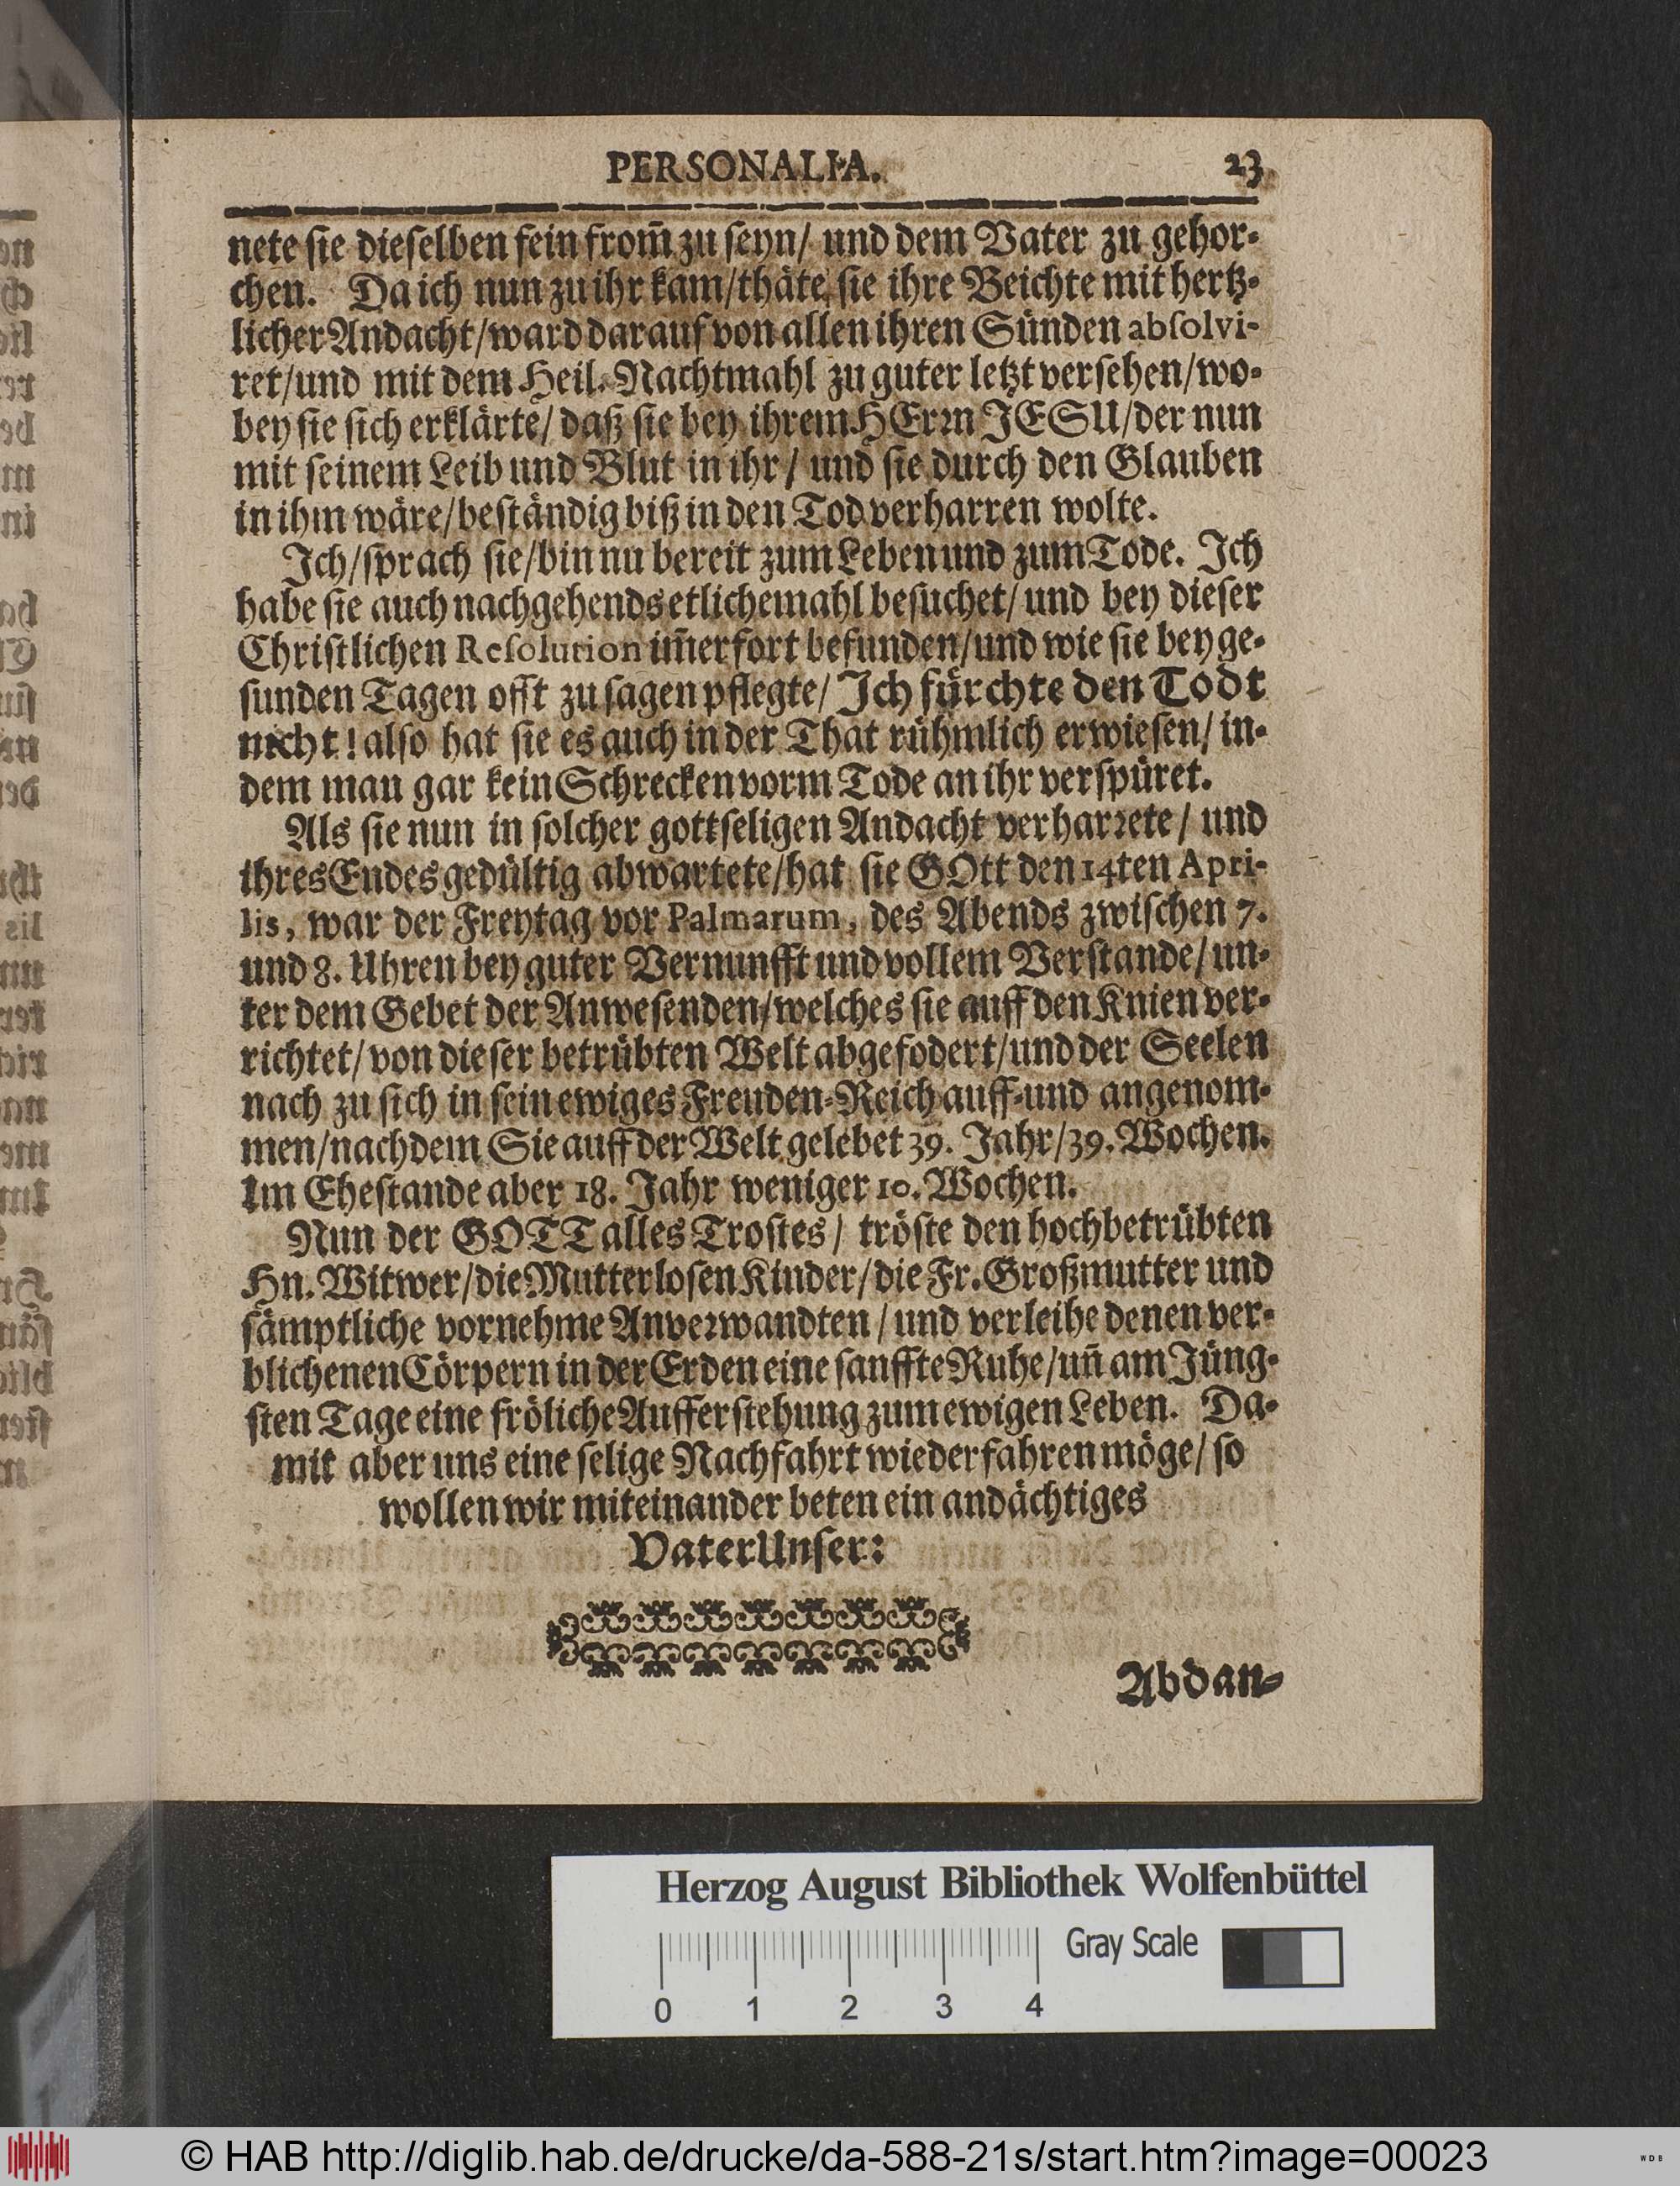 PERSONALIA. 23
nete sie dieselben fein from̃ zu seyn/ und dem Vater zu gehor-
chen. Da ich nun zu ihr kam/thäte sie ihre Beichte mit hertz-
licher Andacht/ward darauf von allen ihren Sünden absolvi-
ret/und mit dem Heil. Nachtmahl zu guter letzt versehen/wo-
bey sie sich erklärte/ daß sie bey ihrem HErrn JESU/der nun
mit seinem Leib und Blut in ihr/ und sie durch den Glauben
in ihm wäre/beständig biß in den Tod verharren wolte.
Ich/sprach sie/bin nu bereit zum Leben und zum Tode. Ich
habe sie auch nachgehends etlichemahl besuchet/ und bey dieser
Christlichen Resolution im̃erfort befunden/und wie sie bey ge-
sunden Tagen offt zu sagen pflegte/ Ich fürchte den Todt
nicht! also hat sie es auch in der That rühmlich erwiesen/ in-
dem man gar kein Schrecken vorm Tode an ihr verspüret.
Als sie nun in solcher gottseligen Andacht verharrete/ und
ihres Endes gedültig abwartete/hat sie GOtt den 14ten Apri-
lis, war der Freytag vor Palmarum, des Abends zwischen 7.
und 8. Uhren bey guter Vernunfft und vollem Verstande/ un-
ter dem Gebet der Anwesenden/welches sie auff den Knien ver-
richtet/ von dieser betrübten Welt abgefodert/und der Seelen
nach zu sich in sein ewiges Freuden-Reich auff-und angenom-
men/nachdem Sie auff der Welt gelebet 39. Jahr/39. Wochen.
Im Ehestande aber 18. Jahr weniger 10. Wochen.
Nun der GOTT alles Trostes/ tröste den hochbetrübten
Hn. Witwer/die Mutterlosen Kinder/die Fr. Großmutter und
sämptliche vornehme Anverwandten/ und verleihe denen ver-
blichenen Cörpern in der Erden eine sanffte Ruhe/un̄ am Jüng-
sten Tage eine fröliche Aufferstehung zum ewigen Leben. Da-
mit aber uns eine selige Nachfahrt wiederfahren möge/ so
wollen wir miteinander beten ein andächtiges
Vater Unser:
Abdan-
Herzog August Bibliothek Wolfenbüttel
Gray Scale
0 1 2 3 4
© HAB http://diglib.hab.de/drucke/da-588-21s/start.htm?image=00023
WDB